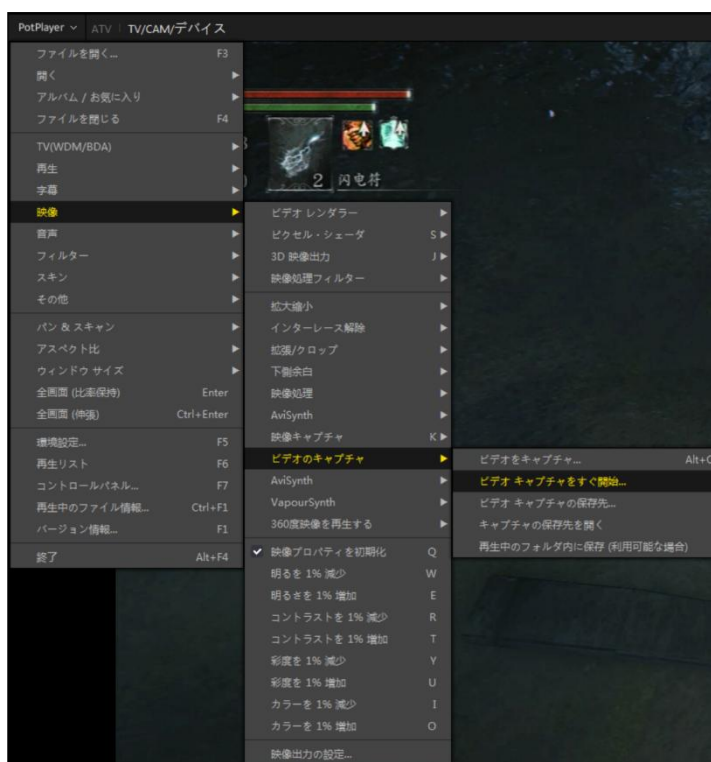 PotPlayer ATV TV/CAM/デバイス
ファイルを開く... F3
開く
アルバム / お気に入り
ファイルを閉じる F4
TV(WDM/BDA)
再生
字幕
映像
音声
フィルター
スキン
その他
パン & スキャン
アスペクト比
ウィンドウ サイズ
全画面 (比率保持) Enter
全画面 (伸張) Ctrl+Enter
環境設定... F5
再生リスト F6
コントロールパネル... F7
再生中のファイル情報... Ctrl+F1
バージョン情報... F1
終了 Alt+F4
2 闪电符
ビデオ レンダラー
ピクセル・シェーダ S
3D 映像出力 J
映像処理フィルター
拡大縮小
インターレース解除
拡張/クロップ
下側余白
映像処理
AviSynth
映像キャプチャ K
ビデオのキャプチャ
AviSynth
VapourSynth
360度映像を再生する
映像プロパティを初期化 Q
明るを 1% 減少 W
明るさを 1% 増加 E
コントラストを 1% 減少 R
コントラストを 1% 増加 T
彩度を 1% 減少 Y
彩度を 1% 増加 U
カラーを 1% 減少 I
カラーを 1% 増加 O
映像出力の設定...
ビデオをキャプチャ... Alt+C
ビデオ キャプチャをすぐ開始...
ビデオ キャプチャの保存先...
キャプチャの保存先を開く
再生中のフォルダ内に保存 (利用可能な場合)